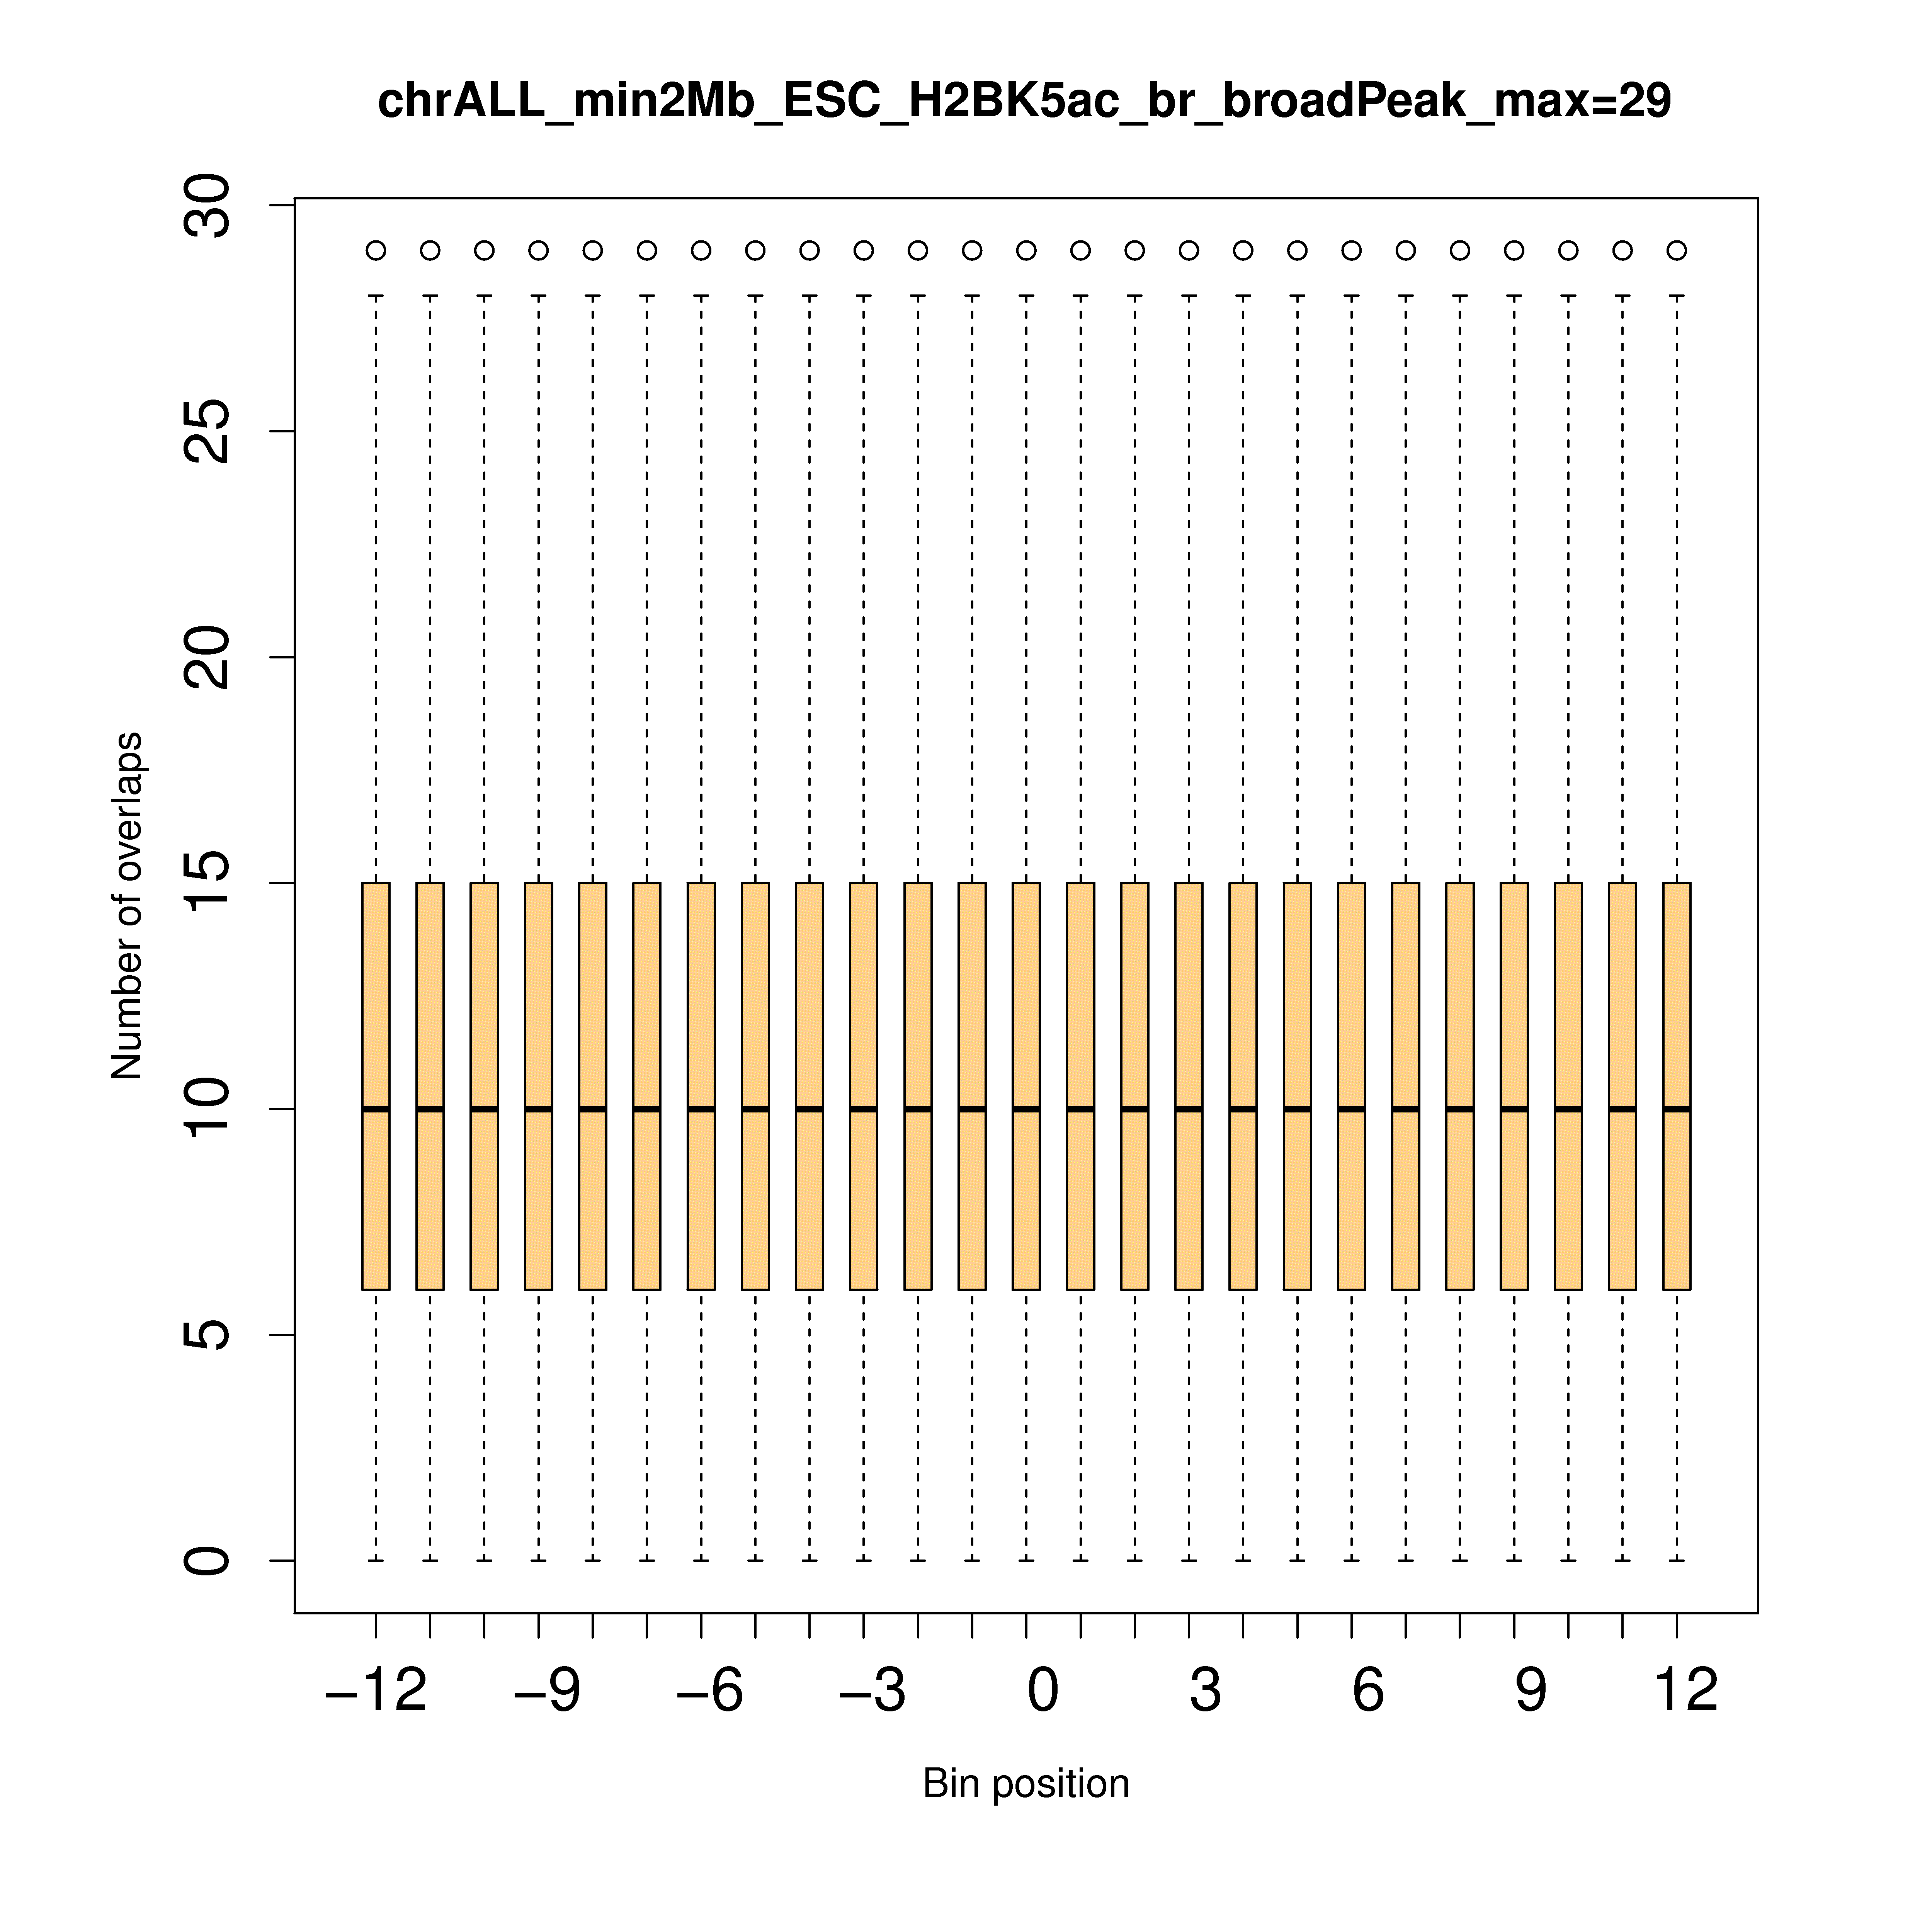 chrALL_min2Mb_ESC_H2BK5ac_br_broadPeak_max=29
30
25
20
15
10
5
0
Number of overlaps
−12 −9 −6 −3 0 3 6 9 12
Bin position